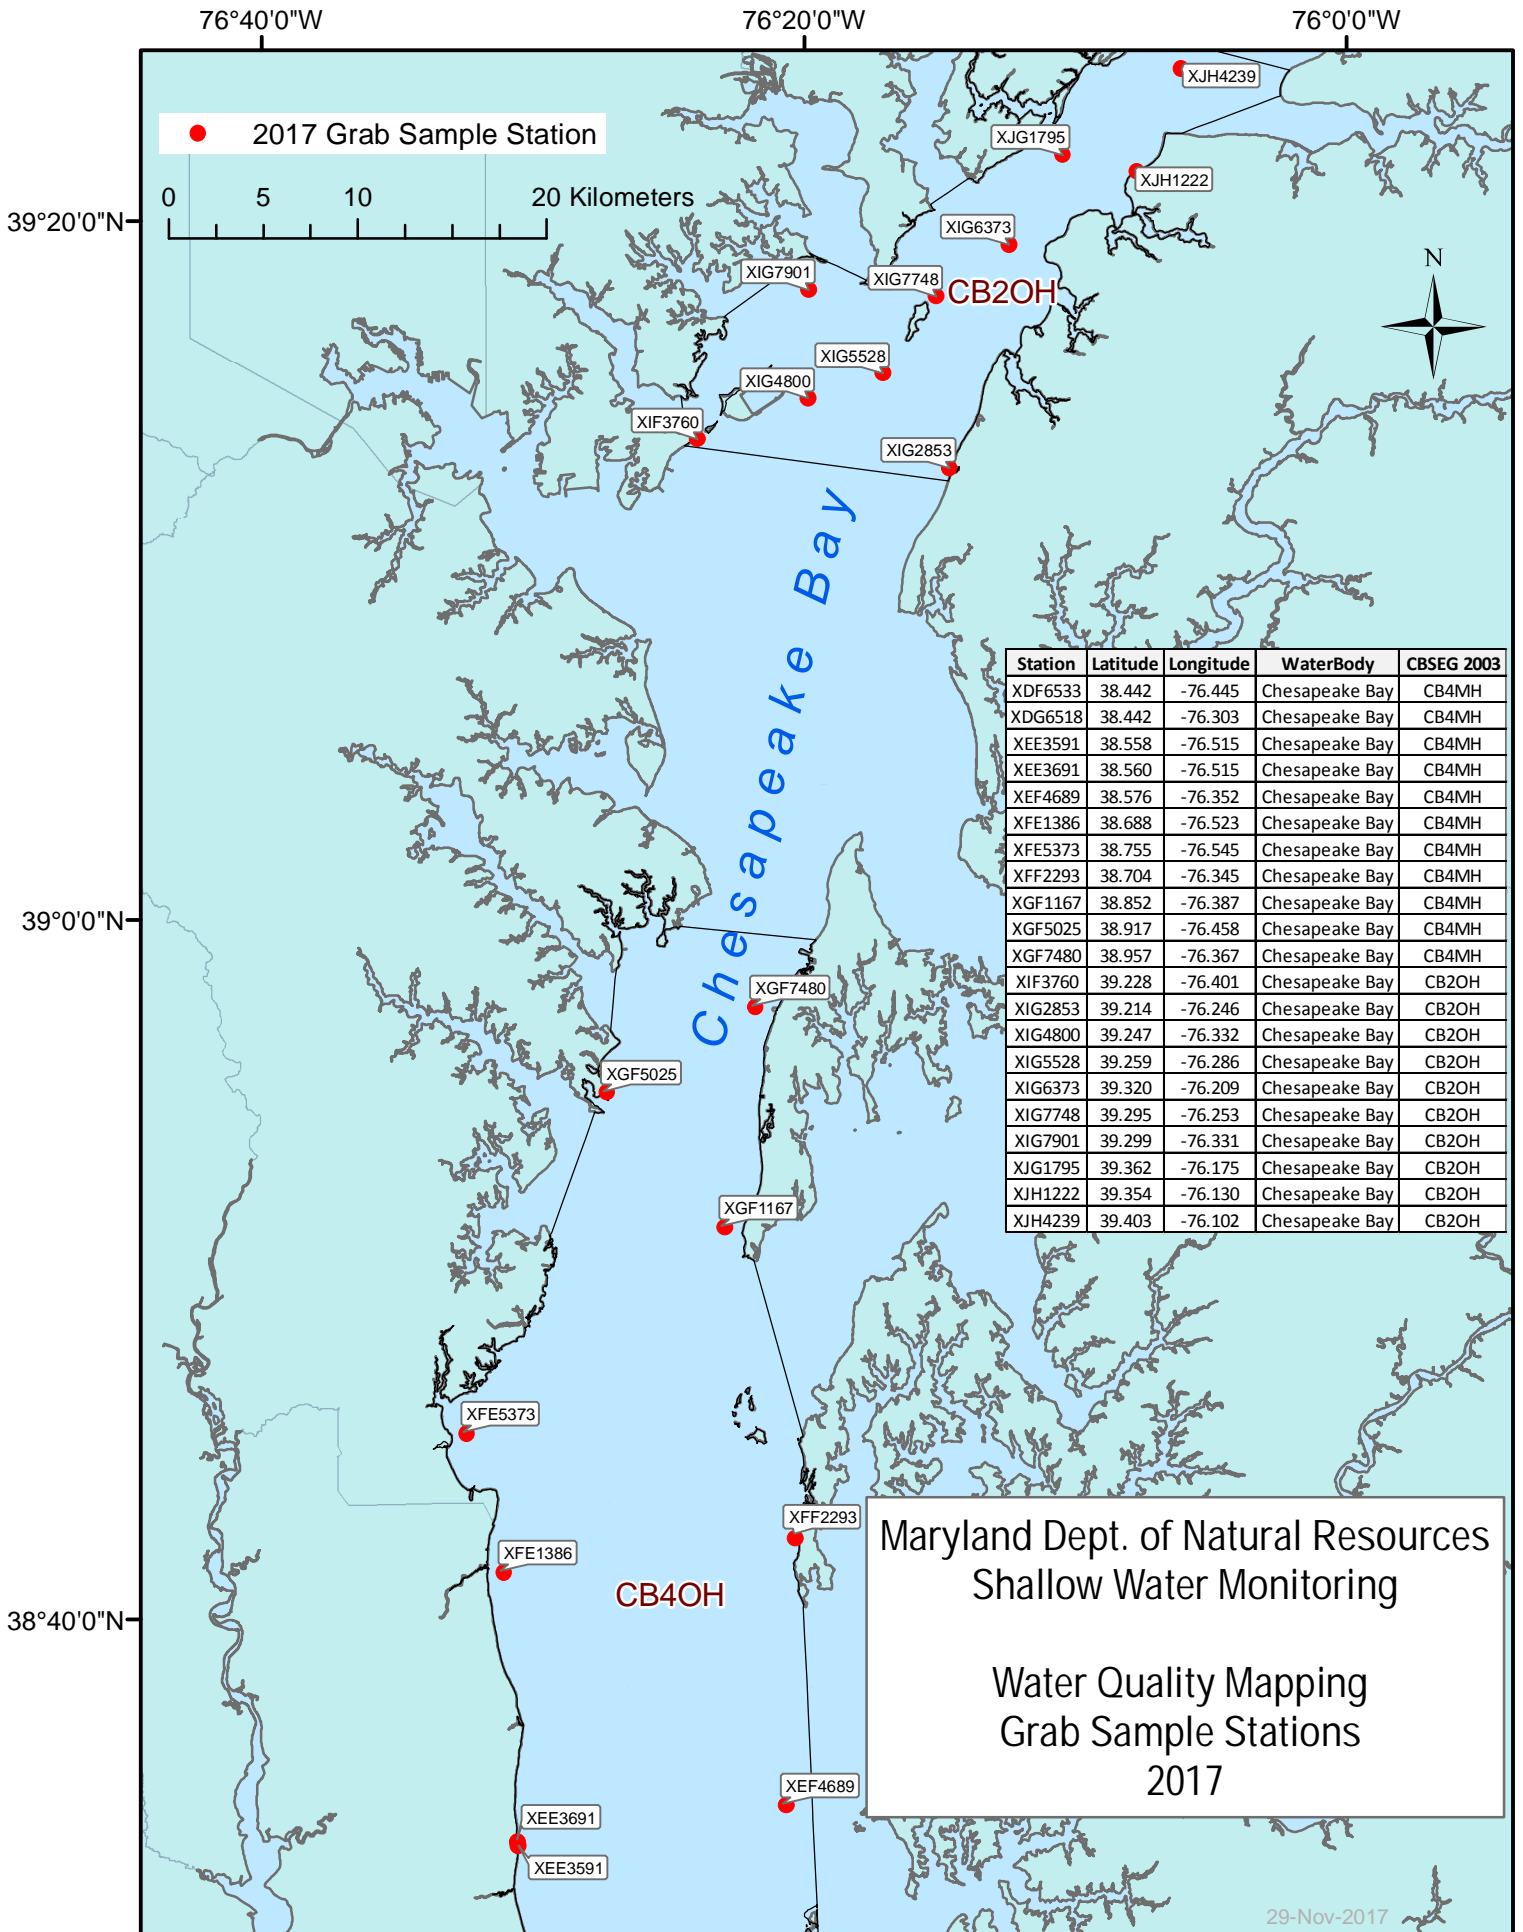 76°40'0"W
76°20'0"W
76°0'0"W
XJH4239
2017 Grab Sample Station
XJG1795
XJH1222
0 5 10 20 Kilometers
39°20'0"N
XIG6373
N
XIG7901
XIG7748
CB2OH
XIG5528
XIG4800
XIF3760
XIG2853
Chesapeake Bay
Station Latitude Longitude WaterBody CBSEG 2003
XDF6533 38.442 -76.445 Chesapeake Bay CB4MH
XDG6518 38.442 -76.303 Chesapeake Bay CB4MH
XEE3591 38.558 -76.515 Chesapeake Bay CB4MH
XEE3691 38.560 -76.515 Chesapeake Bay CB4MH
XEF4689 38.576 -76.352 Chesapeake Bay CB4MH
XFE1386 38.688 -76.523 Chesapeake Bay CB4MH
XFE5373 38.755 -76.545 Chesapeake Bay CB4MH
XFF2293 38.704 -76.345 Chesapeake Bay CB4MH
XGF1167 38.852 -76.387 Chesapeake Bay CB4MH
XGF5025 38.917 -76.458 Chesapeake Bay CB4MH
XGF7480 38.957 -76.367 Chesapeake Bay CB4MH
XIF3760 39.228 -76.401 Chesapeake Bay CB2OH
XIG2853 39.214 -76.246 Chesapeake Bay CB2OH
XIG4800 39.247 -76.332 Chesapeake Bay CB2OH
XIG5528 39.259 -76.286 Chesapeake Bay CB2OH
XIG6373 39.320 -76.209 Chesapeake Bay CB2OH
XIG7748 39.295 -76.253 Chesapeake Bay CB2OH
XIG7901 39.299 -76.331 Chesapeake Bay CB2OH
XJG1795 39.362 -76.175 Chesapeake Bay CB2OH
XJH1222 39.354 -76.130 Chesapeake Bay CB2OH
XJH4239 39.403 -76.102 Chesapeake Bay CB2OH
39°0'0"N
XGF7480
XGF5025
XGF1167
XFE5373
XFF2293
XFE1386
CB4OH
38°40'0"N
Maryland Dept. of Natural Resources
Shallow Water Monitoring
Water Quality Mapping
Grab Sample Stations
2017
XEF4689
XEE3691
XEE3591
29-Nov-2017